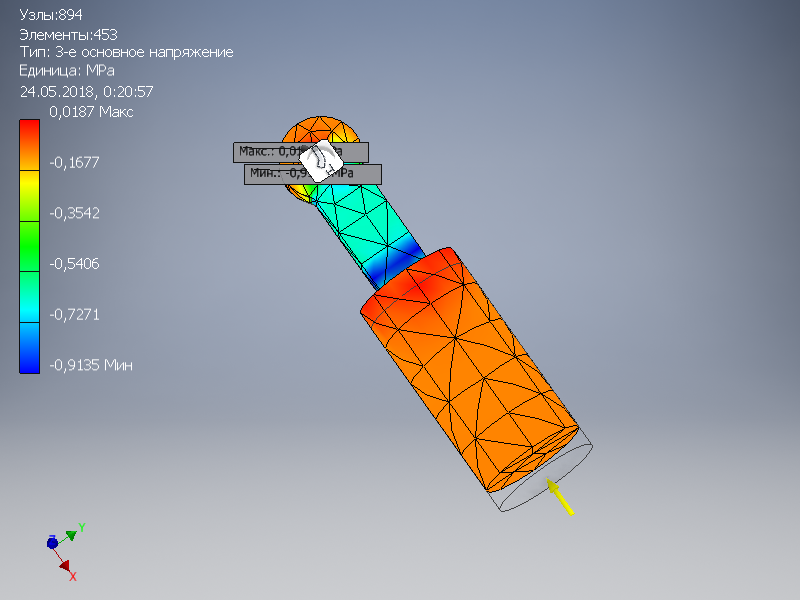 Узлы:894
Элементы:453
Тип: 3-е основное напряжение
Единица: MPa
24.05.2018, 0:20:57
0,0187 Макс
-0,1677
-0,3542
-0,5406
-0,7271
-0,9135 Мин
Макс.:
Мин.:
Z
Y
X